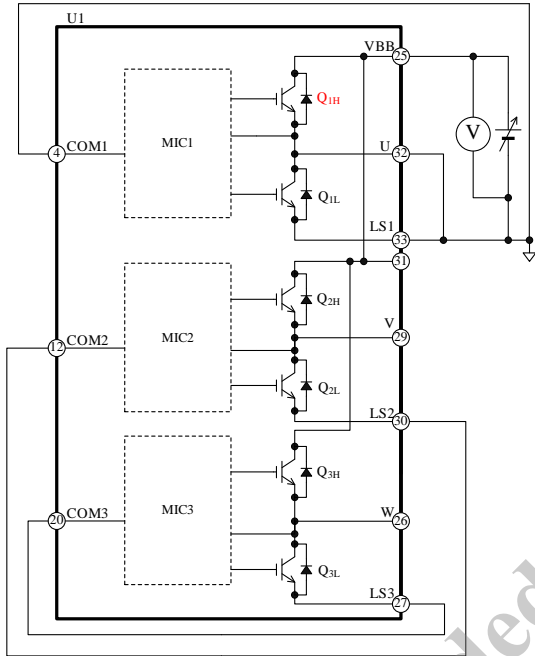 U1
VBB
25
Q1H
V
COM1
MIC1
U
4
32
Q1L
LS1
33
31
Q2H
COM2
MIC2
V
12
29
Q2L
LS2
30
Q3H
COM3
MIC3
W
20
26
Q3L
LS3
27
ded